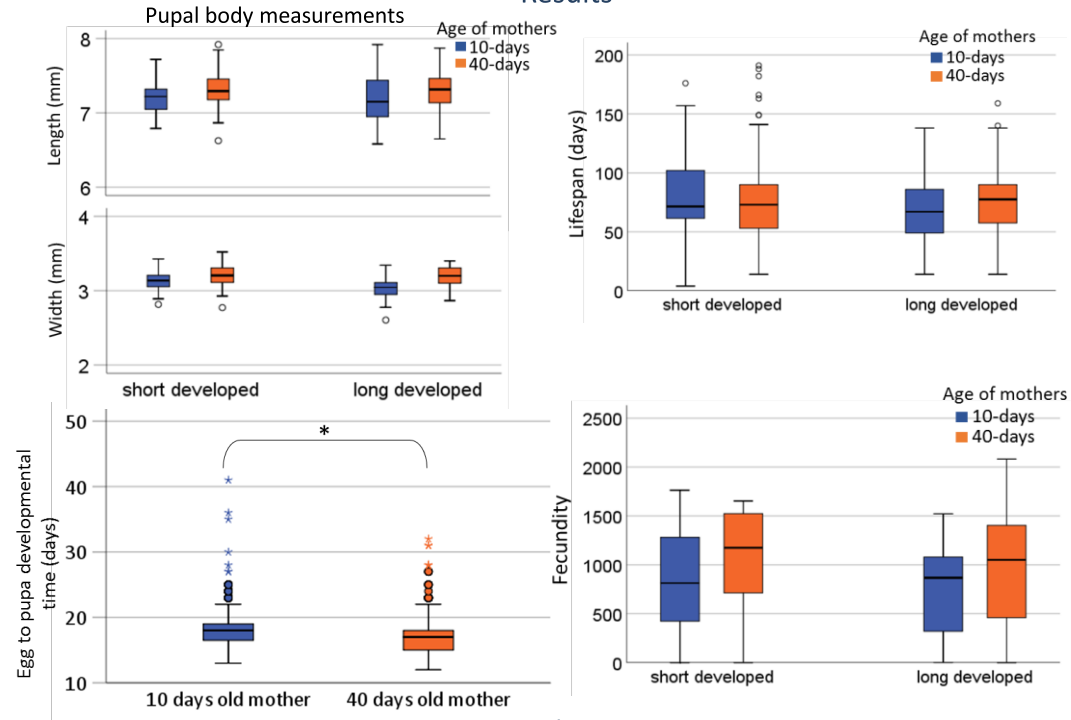 Results
Pupal body measurements
Age of mothers
10-days
40-days
Length (mm)
8
7
6
Width (mm)
4
3
2
short developed
long developed
Age of mothers
10-days
40-days
Lifespan (days)
200
150
100
50
0
short developed
long developed
Egg to pupa developmental
time (days)
50
40
30
20
10
*
10 days old mother
40 days old mother
Age of mothers
10-days
40-days
Fecundity
2500
2000
1500
1000
500
0
short developed
long developed